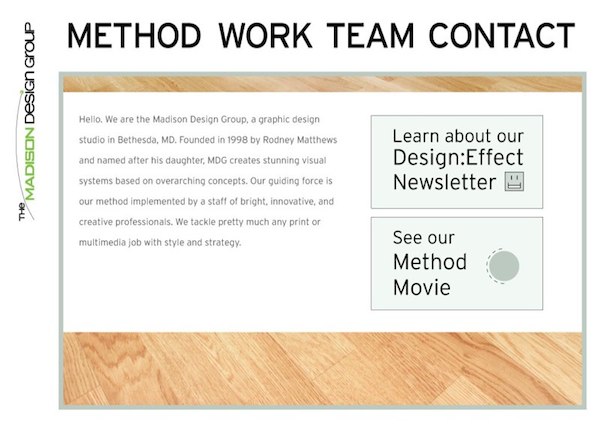 THE MADISON Design Group
METHOD WORK TEAM CONTACT
Hello. We are the Madison Design Group, a graphic design
studio in Bethesda, MD. Founded in 1998 by Rodney Matthews
and named after his daughter, MDG creates stunning visual
systems based on overarching concepts. Our guiding force is
our method implemented by a staff of bright, innovative, and
creative professionals. We tackle pretty much any print or
multimedia job with style and strategy.
Learn about our
Design:Effect
Newsletter
See our
Method
Movie